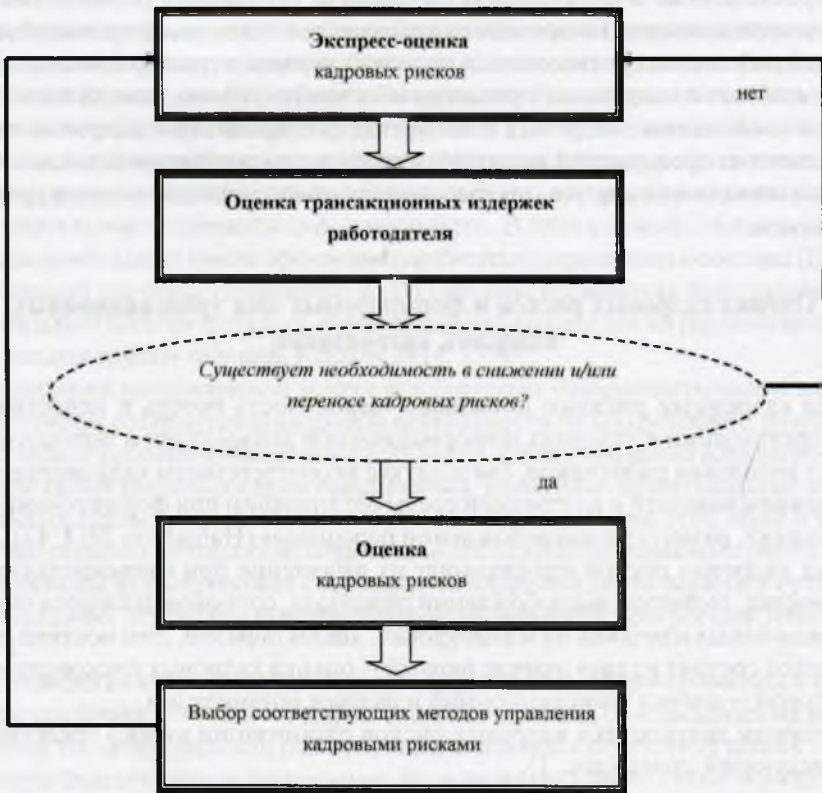 Экспресс-оценка
кадровых рисков
нет
Оценка трансакционных издержек
работодателя
Существует необходимость в снижении и/или
переносе кадровых рисков?
да
Оценка
кадровых рисков
Выбор соответствующих методов управления
кадровыми рисками